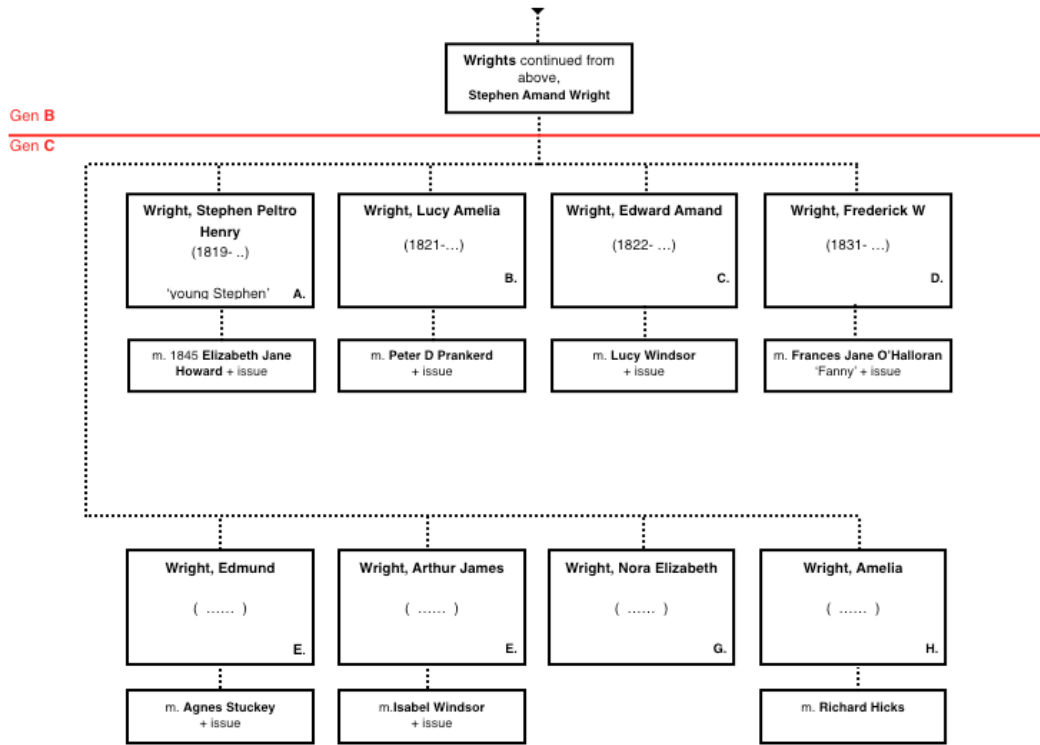 Wrights continued from
above,
Stephen Amand Wright
Gen B
Gen C
Wright, Stephen Peltro
Henry
(1819- ..)
'young Stephen' A.
Wright, Lucy Amelia
(1821-...)
B.
Wright, Edward Amand
(1822- ...)
C.
Wright, Frederick W
(1831- ...)
D.
m. 1845 Elizabeth Jane
Howard + issue
m. Peter D Prankerd
+ issue
m. Lucy Windsor
+ issue
m. Frances Jane O'Halloran
'Fanny' + issue
Wright, Edmund
( ...... )
E.
Wright, Arthur James
( ...... )
E.
Wright, Nora Elizabeth
( ...... )
G.
Wright, Amelia
( ...... )
H.
m. Agnes Stuckey
+ issue
m.Isabel Windsor
+ issue
m. Richard Hicks